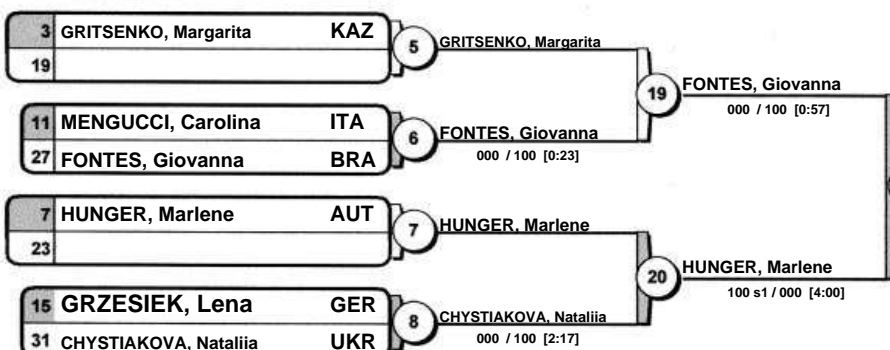 3 GRITSENKO, Margarita KAZ
19
5
GRITSENKO, Margarita
11 MENGUCCI, Carolina ITA
27 FONTES, Giovanna BRA
6
FONTES, Giovanna
000 / 100 [0:23]
19
FONTES, Giovanna
000 / 100 [0:57]
7 HUNGER, Marlene AUT
23
7
HUNGER, Marlene
15 GRZESIEK, Lena GER
31 CHYSTIAKOVA, Nataliia UKR
8
CHYSTIAKOVA, Nataliia
000 / 100 [2:17]
20
HUNGER, Marlene
100 s1 / 000 [4:00]